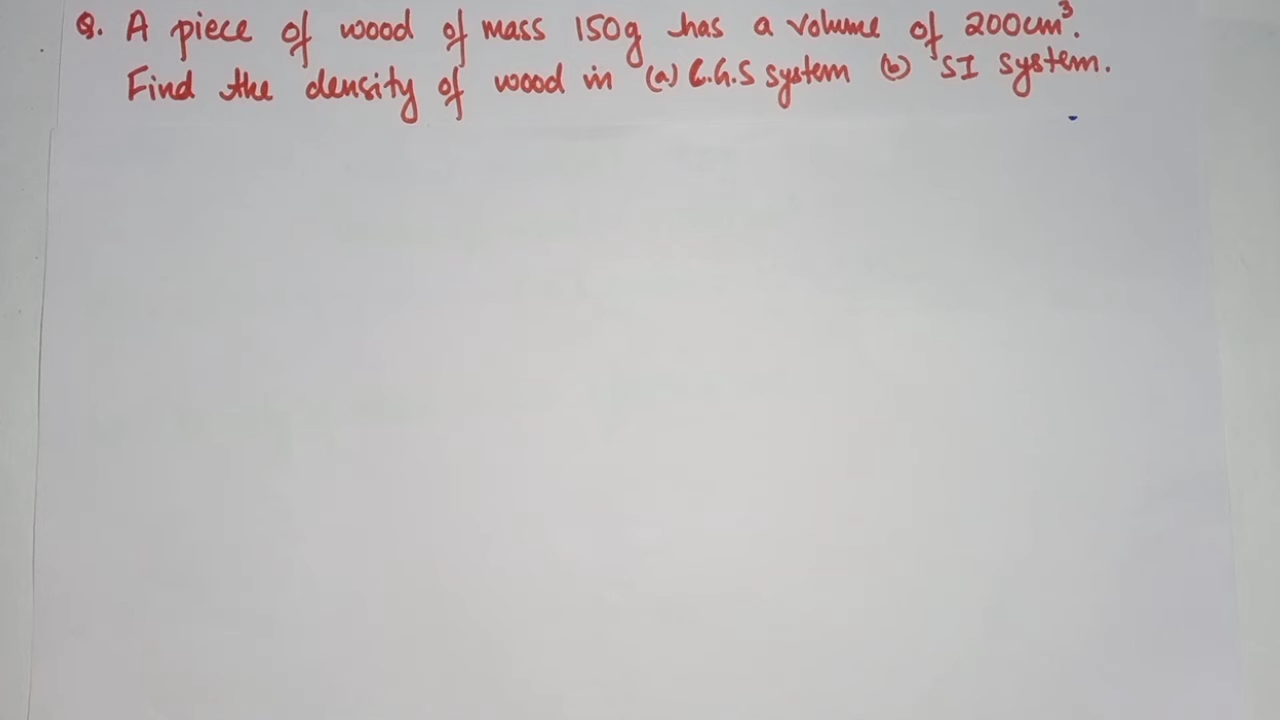 Q. A piece of wood of mass 150g has a volume of 200cm³.
Find the density of wood in (a) C.G.S system (b) SI system.